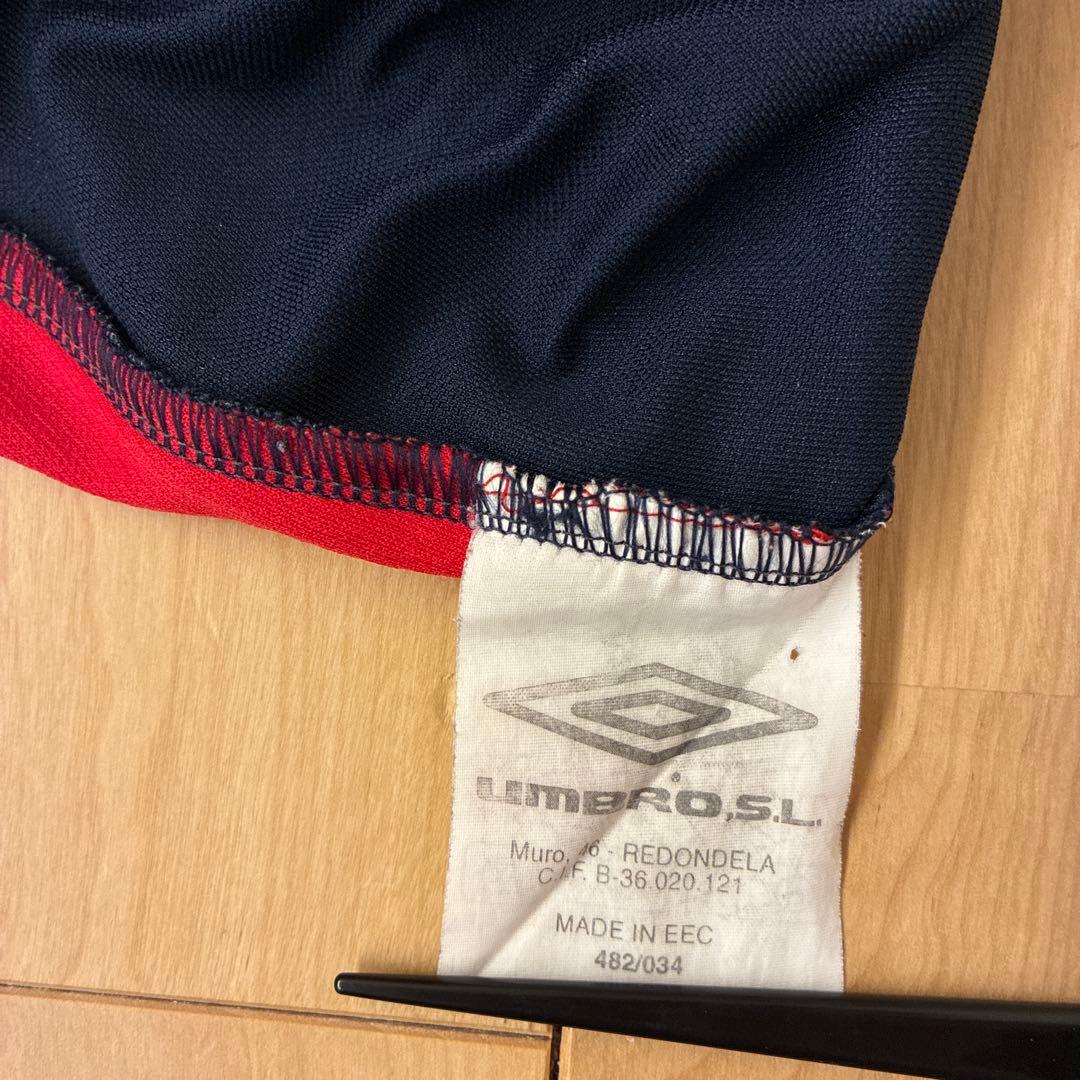 UMBRO, S.L.
®
Muro, 46 - REDONDELA
C.I.F. B-36.020.121
MADE IN EEC
482/034